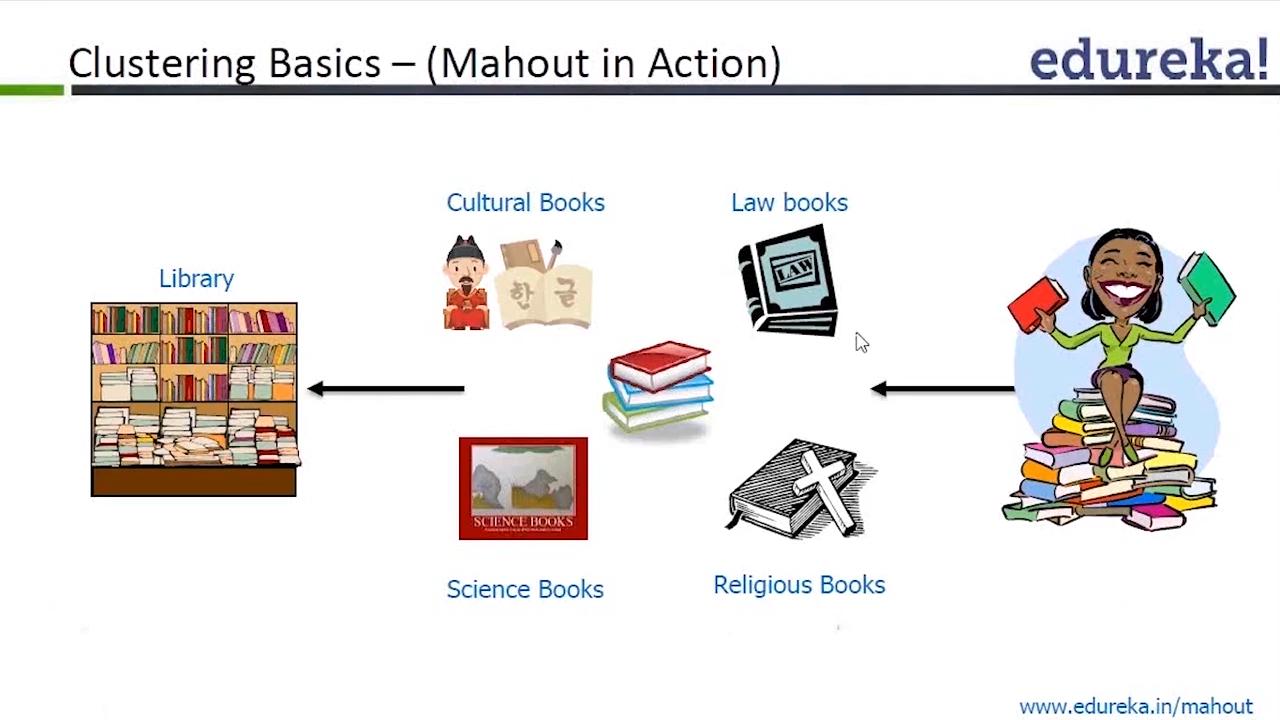 Clustering Basics – (Mahout in Action)
edureka!
Cultural Books
Law books
Library
한 글
LAW
SCIENCE BOOKS
Science Books
Religious Books
www.edureka.in/mahout